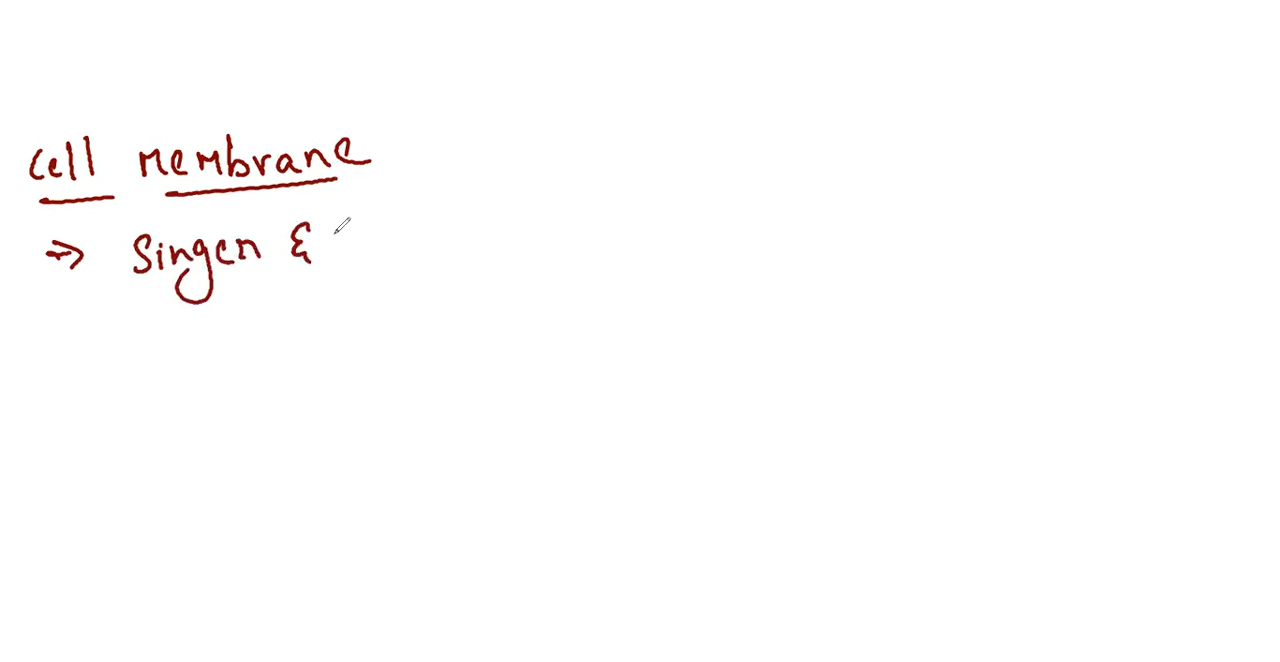 Cell membrane
→ Singer &